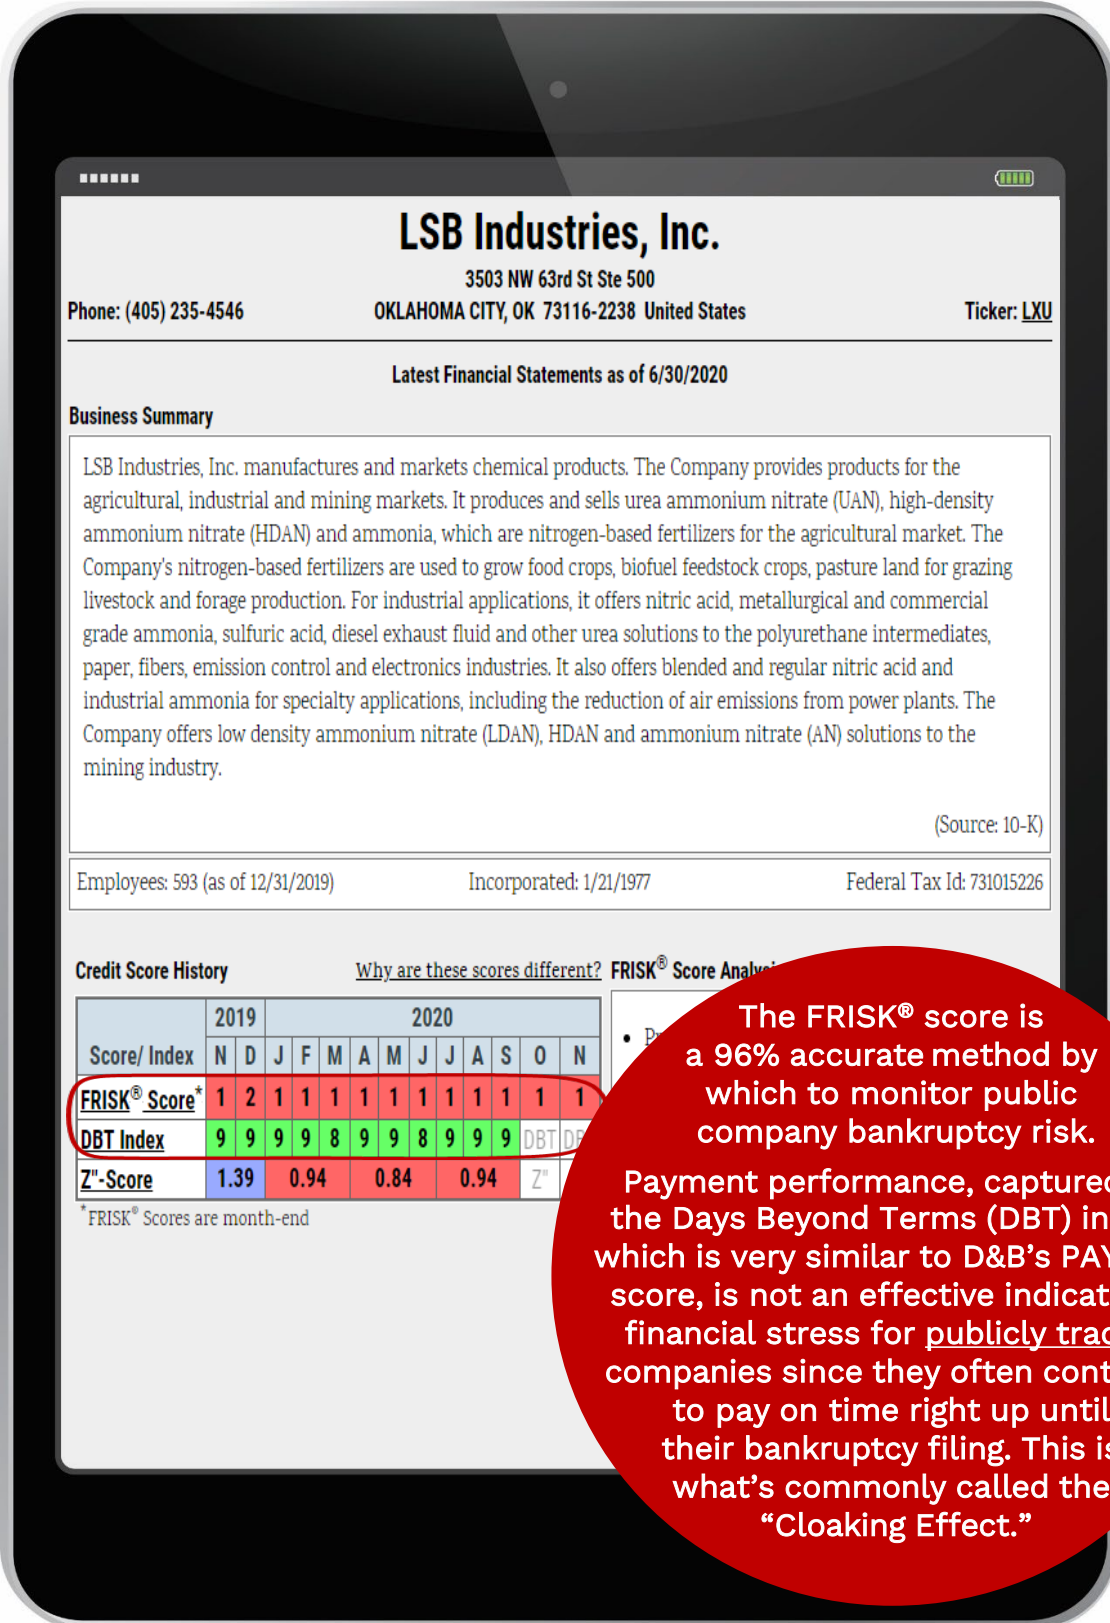 LSB Industries, Inc.
3503 NW 63rd St Ste 500
Phone: (405) 235-4546 OKLAHOMA CITY, OK 73116-2238 United States Ticker: LXU
Latest Financial Statements as of 6/30/2020
Business Summary
LSB Industries, Inc. manufactures and markets chemical products. The Company provides products for the
agricultural, industrial and mining markets. It produces and sells urea ammonium nitrate (UAN), high-density
ammonium nitrate (HDAN) and ammonia, which are nitrogen-based fertilizers for the agricultural market. The
Company's nitrogen-based fertilizers are used to grow food crops, biofuel feedstock crops, pasture land for grazing
livestock and forage production. For industrial applications, it offers nitric acid, metallurgical and commercial
grade ammonia, sulfuric acid, diesel exhaust fluid and other urea solutions to the polyurethane intermediates,
paper, fibers, emission control and electronics industries. It also offers blended and regular nitric acid and
industrial ammonia for specialty applications, including the reduction of air emissions from power plants. The
Company offers low density ammonium nitrate (LDAN), HDAN and ammonium nitrate (AN) solutions to the
mining industry.
(Source: 10-K)
Employees: 593 (as of 12/31/2019) Incorporated: 1/21/1977 Federal Tax Id: 731015226
Credit Score History Why are these scores different? FRISK® Score
2019 2020
Score/ Index N D J F M A M J J A S O N
FRISK® Score* 1 2 1 1 1 1 1 1 1 1 1 1 1
DBT Index 9 9 9 9 8 9 9 8 9 9 9 DBT
Z"-Score 1.39 0.94 0.84 0.94 Z"
*FRISK® Scores are month-end
The FRISK® score is
a 96% accurate method by
which to monitor public
company bankruptcy risk.
Payment performance,
the Days Beyond Terms (DBT)
which is very similar to D&B’s
score, is not an effective
financial stress for publicly
companies since they often
to pay on time right up until
their bankruptcy filing. This is
what’s commonly called the
“Cloaking Effect.”